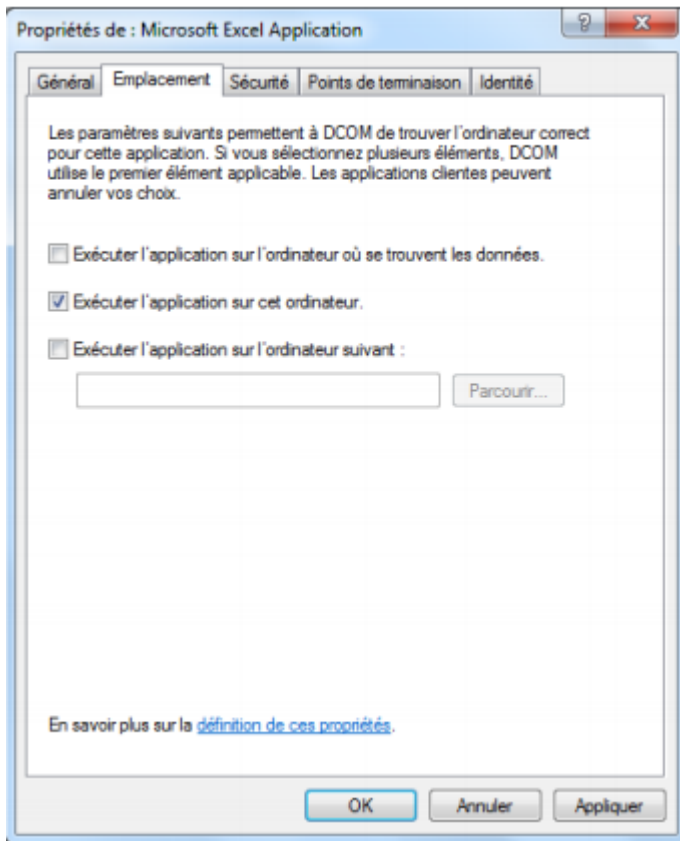 Propriétés de : Microsoft Excel Application
Général Emplacement Sécurité Points de terminaison Identité
Les paramètres suivants permettent à DCOM de trouver l'ordinateur correct
pour cette application. Si vous sélectionnez plusieurs éléments, DCOM
utilise le premier élément applicable. Les applications clientes peuvent
annuler vos choix.
Exécuter l'application sur l'ordinateur où se trouvent les données.
Exécuter l'application sur cet ordinateur.
Exécuter l'application sur l'ordinateur suivant :
Parcourir...
En savoir plus sur la définition de ces propriétés.
OK Annuler Appliquer